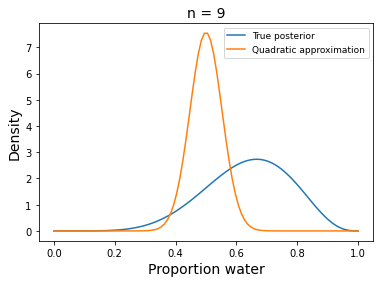 n = 9
True posterior
Quadratic approximation
Density
7
6
5
4
3
2
1
0
0.0 0.2 0.4 0.6 0.8 1.0
Proportion water